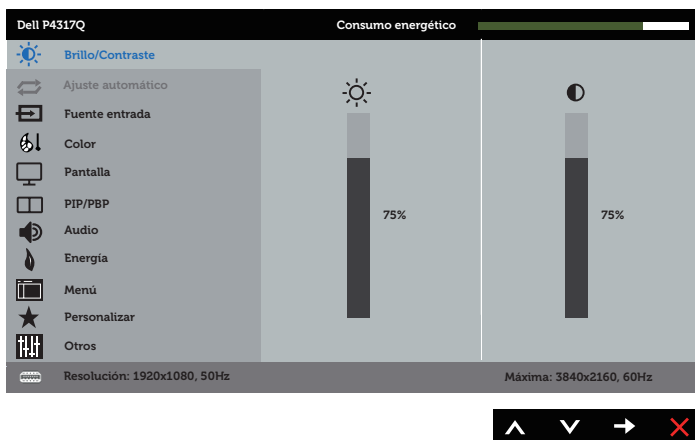 Dell P4317Q
Consumo energético
Brillo/Contraste
Ajuste automático
Fuente entrada
Color
Pantalla
PIP/PBP
Audio
Energía
Menú
Personalizar
Otros
75%
75%
Resolución: 1920x1080, 50Hz
Máxima: 3840x2160, 60Hz